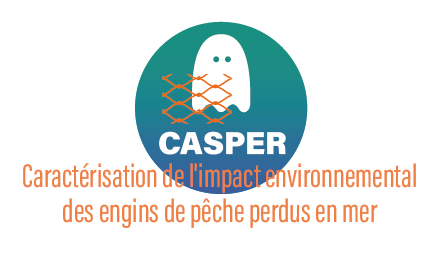 CASPER
Caractérisation de l'impact environnemental
des engins de pêche perdus en mer